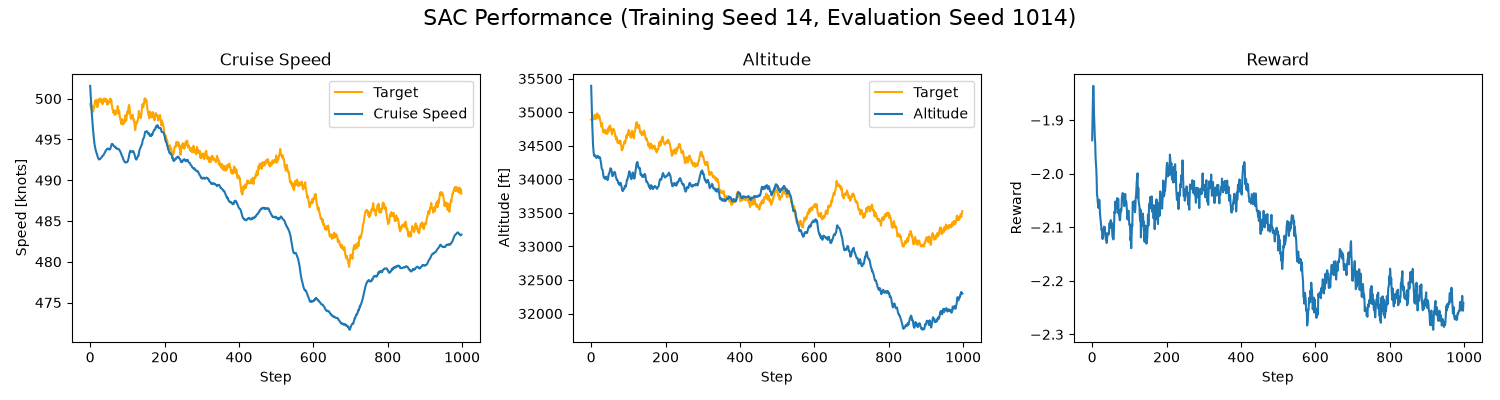 SAC Performance (Training Seed 14, Evaluation Seed 1014)
Cruise Speed
Speed [knots]
500
495
490
485
480
475
0
200
400
600
800
1000
Step
Target
Cruise Speed
Altitude
Altitude [ft]
35500
35000
34500
34000
33500
33000
32500
32000
0
200
400
600
800
1000
Step
Target
Altitude
Reward
Reward
−1.9
−2.0
−2.1
−2.2
−2.3
0
200
400
600
800
1000
Step